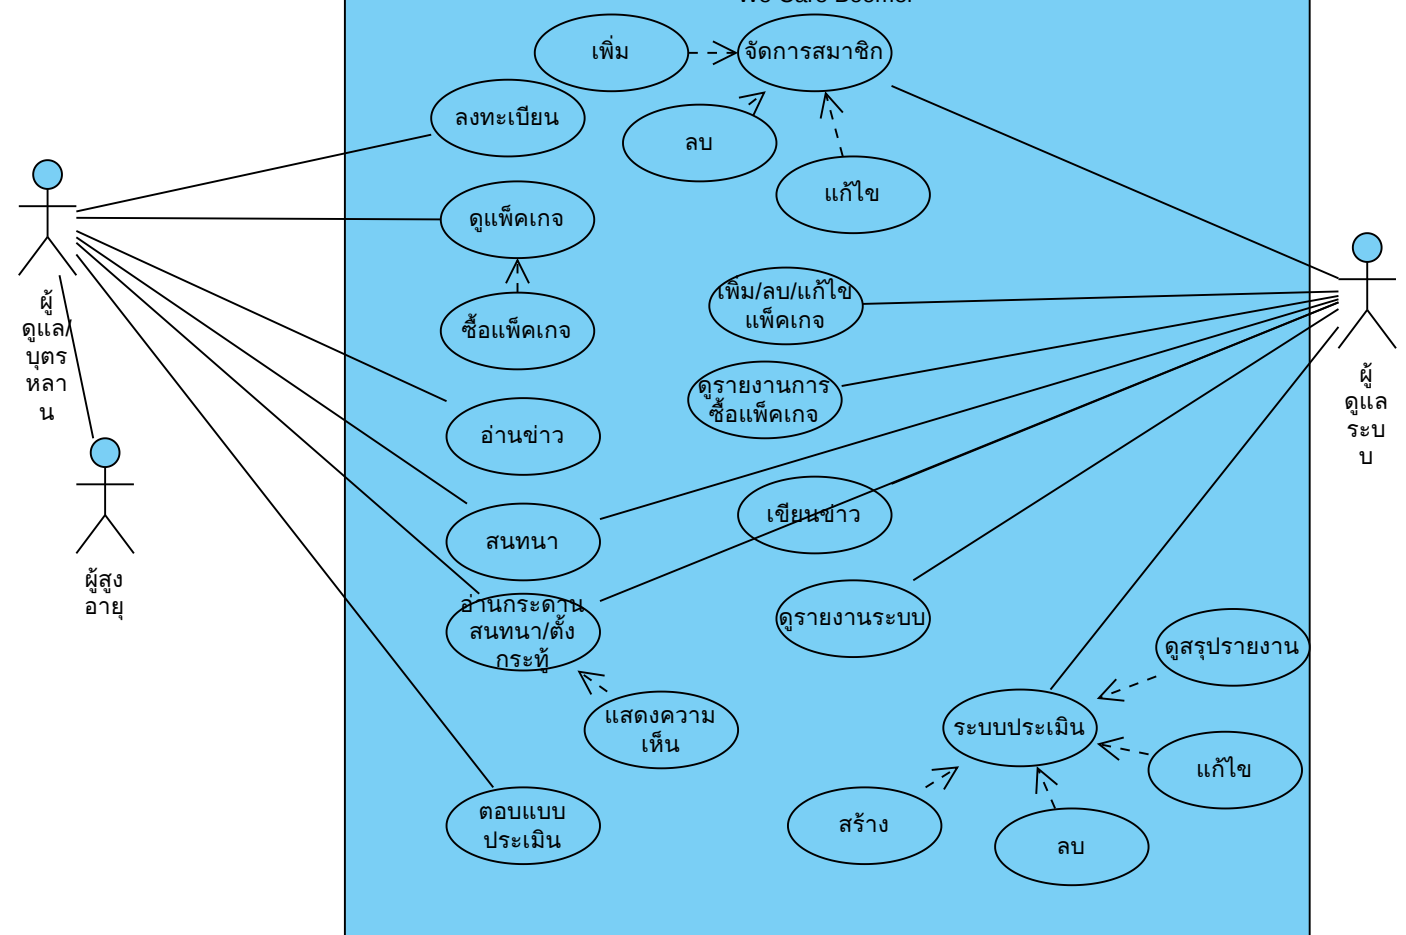 We Care Boomer
เพิ่ม
จัดการสมาชิก
ลงทะเบียน
ลบ
แก้ไข
ดูแพ็คเกจ
ซื้อแพ็คเกจ
เพิ่ม/ลบ/แก้ไข
แพ็คเกจ
ดูรายงานการ
ซื้อแพ็คเกจ
อ่านข่าว
เขียนข่าว
สนทนา
อ่านกระดาน
สนทนา/ตั้ง
กระทู้
แสดงความ
เห็น
ดูรายงานระบบ
ดูสรุปรายงาน
ระบบประเมิน
แก้ไข
สร้าง
ลบ
ตอบแบบ
ประเมิน
ผู้
ดูแล/
บุตร
หลา
น
ผู้สูง
อายุ
ผู้
ดูแล
ระบ
บ